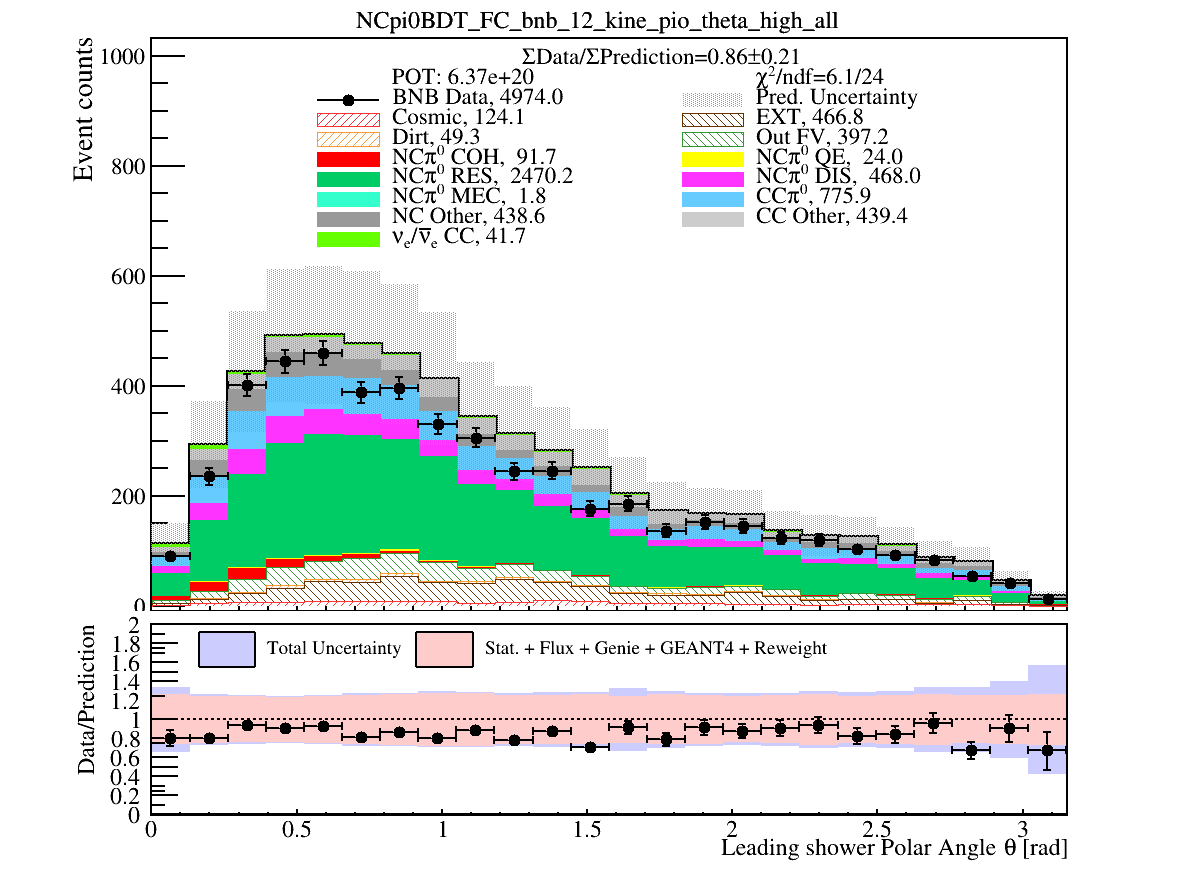 NCpi0BDT_FC_bnb_12_kine_pio_theta_high_all
ΣData/ΣPrediction=0.86±0.21
POT: 6.37e+20
χ²/ndf=6.1/24
BNB Data, 4974.0
Pred. Uncertainty
Cosmic, 124.1
EXT, 466.8
Dirt, 49.3
Out FV, 397.2
NCπ⁰ COH, 91.7
NCπ⁰ QE, 24.0
NCπ⁰ RES, 2470.2
NCπ⁰ DIS, 468.0
NCπ⁰ MEC, 1.8
CCπ⁰, 775.9
NC Other, 438.6
CC Other, 439.4
νₑ/ν̄ₑ CC, 41.7
Event counts
1000
800
600
400
200
0
Total Uncertainty
Stat. + Flux + Genie + GEANT4 + Reweight
Data/Prediction
2
1.8
1.6
1.4
1.2
1
0.8
0.6
0.4
0.2
0
0 0.5 1 1.5 2 2.5 3
Leading shower Polar Angle θ [rad]